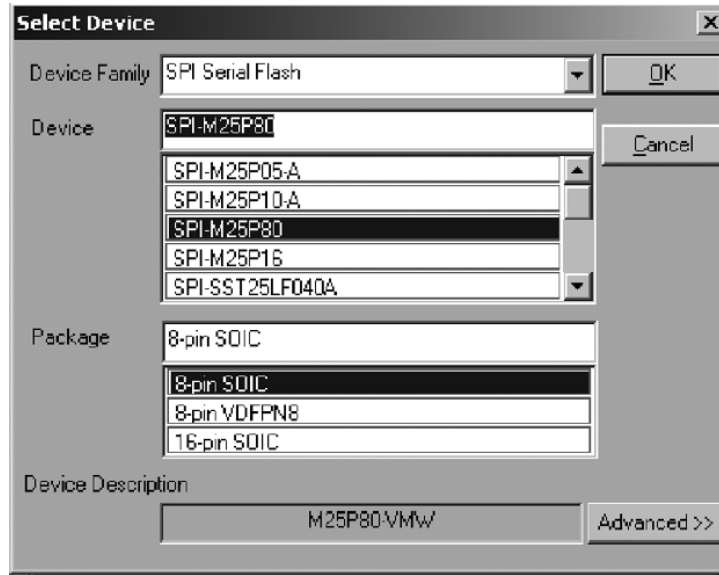 Select Device
Device Family SPI Serial Flash OK
Device SPI-M25P80 Cancel
SPI-M25P05-A
SPI-M25P10-A
SPI-M25P80
SPI-M25P16
SPI-SST25LF040A
Package 8-pin SOIC
8-pin SOIC
8-pin VDFPN8
16-pin SOIC
Device Description
M25P80-VMW Advanced >>